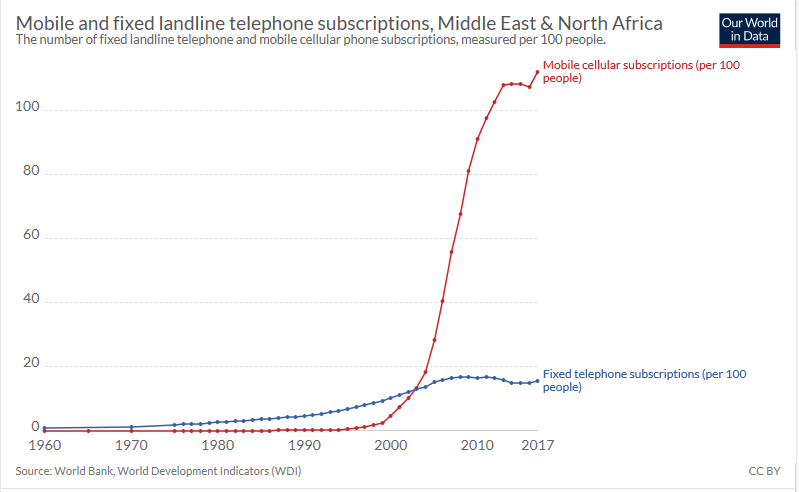 Mobile and fixed landline telephone subscriptions, Middle East & North Africa
The number of fixed landline telephone and mobile cellular phone subscriptions, measured per 100 people.
Our World
in Data
Mobile cellular subscriptions (per 100
people)
100
80
60
40
20
Fixed telephone subscriptions (per 100
people)
0
1960 1970 1980 1990 2000 2010 2017
Source: World Bank, World Development Indicators (WDI)
CC BY